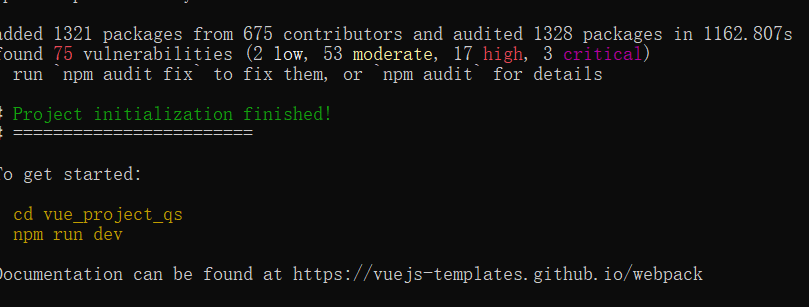 added 1321 packages from 675 contributors and audited 1328 packages in 1162.807s
found 75 vulnerabilities (2 low, 53 moderate, 17 high, 3 critical)
run `npm audit fix` to fix them, or `npm audit` for details
# Project initialization finished!
# ========================
To get started:
cd vue_project_qs
npm run dev
Documentation can be found at https://vuejs-templates.github.io/webpack